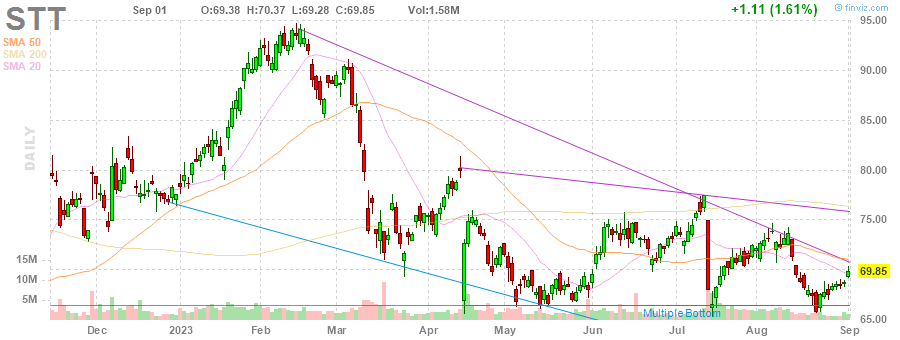 STT
Sep 01 O:69.38 H:70.37 L:69.28 C:69.85 Vol:1.58M
+1.11 (1.61%)
© finviz.com
SMA 50
SMA 200
SMA 20
DAILY
95.00
90.00
85.00
80.00
75.00
69.85
65.00
15M
10M
5M
Multiple Bottom
Dec 2023 Feb Mar Apr May Jun Jul Aug Sep